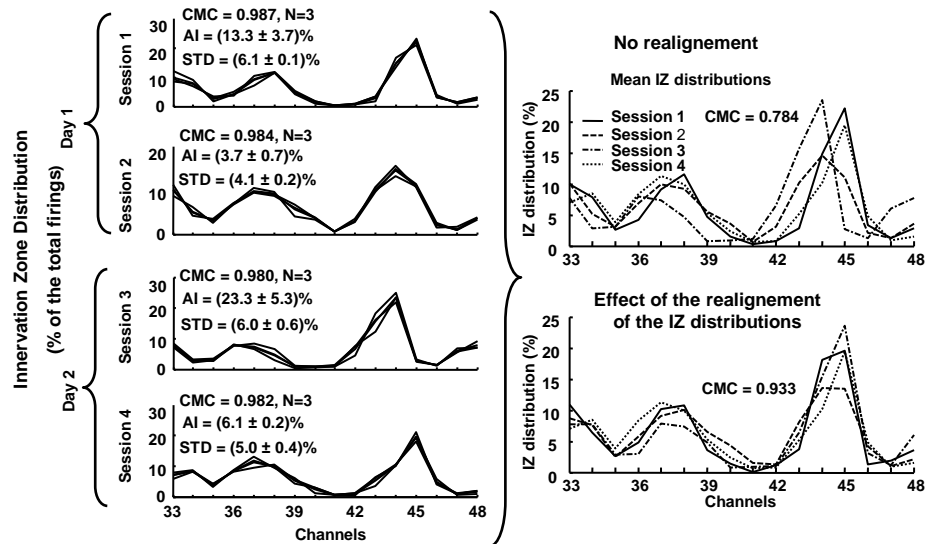 Innervation Zone Distribution
(% of the total firings)
Day 1
Session 1
30
20
10
0
CMC = 0.987, N=3
AI = (13.3 ± 3.7)%
STD = (6.1 ± 0.1)%
Session 2
20
10
0
CMC = 0.984, N=3
AI = (3.7 ± 0.7)%
STD = (4.1 ± 0.2)%
Day 2
Session 3
30
20
10
0
CMC = 0.980, N=3
AI = (23.3 ± 5.3)%
STD = (6.0 ± 0.6)%
Session 4
30
20
10
0
CMC = 0.982, N=3
AI = (6.1 ± 0.2)%
STD = (5.0 ± 0.4)%
33 36 39 42 45 48
Channels
No realignement
Mean IZ distributions
IZ distribution (%)
25
20
15
10
5
0
Session 1
Session 2
Session 3
Session 4
CMC = 0.784
33 36 39 42 45 48
Effect of the realignement
of the IZ distributions
IZ distribution (%)
25
20
15
10
5
0
CMC = 0.933
33 36 39 42 45 48
Channels